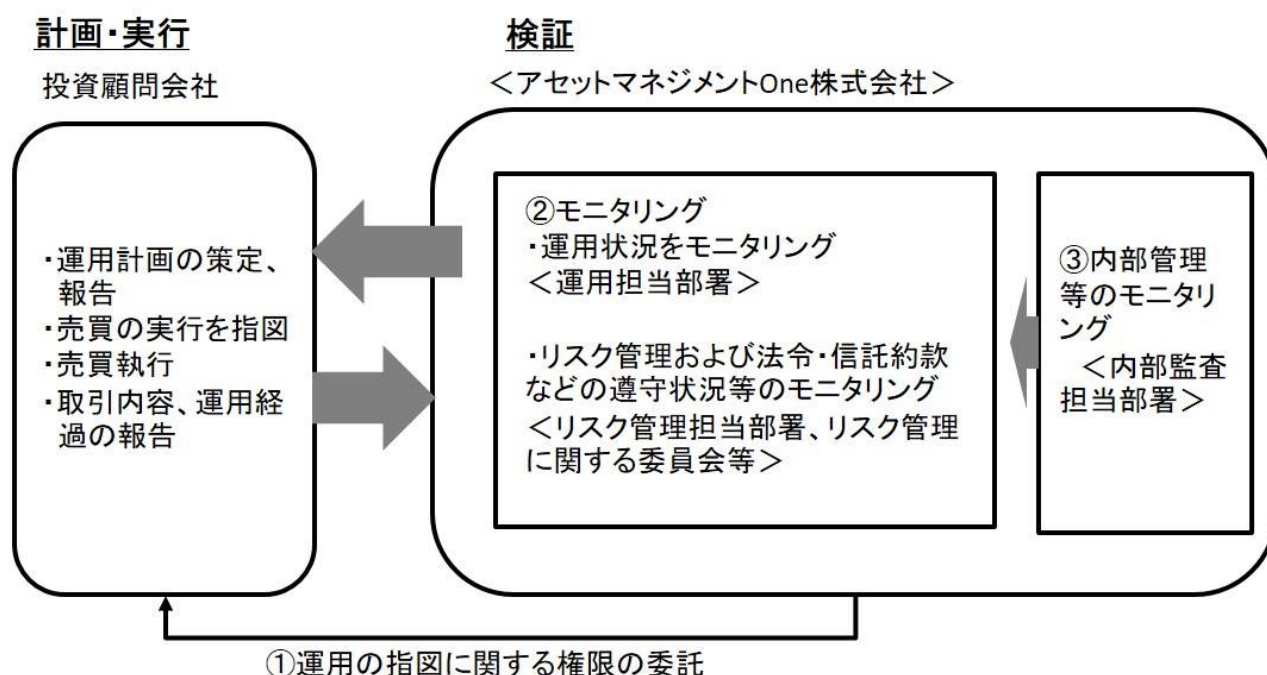 計画・実行
投資顧問会社
・運用計画の策定、
報告
・売買の実行を指図
・売買執行
・取引内容、運用経
過の報告
検証
＜アセットマネジメントOne株式会社＞
②モニタリング
・運用状況をモニタリング
＜運用担当部署＞
・リスク管理および法令・信託約款
などの遵守状況等のモニタリング
＜リスク管理担当部署、リスク管理
に関する委員会等＞
③内部管理
等のモニタリ
ング
＜内部監査
担当部署＞
①運用の指図に関する権限の委託